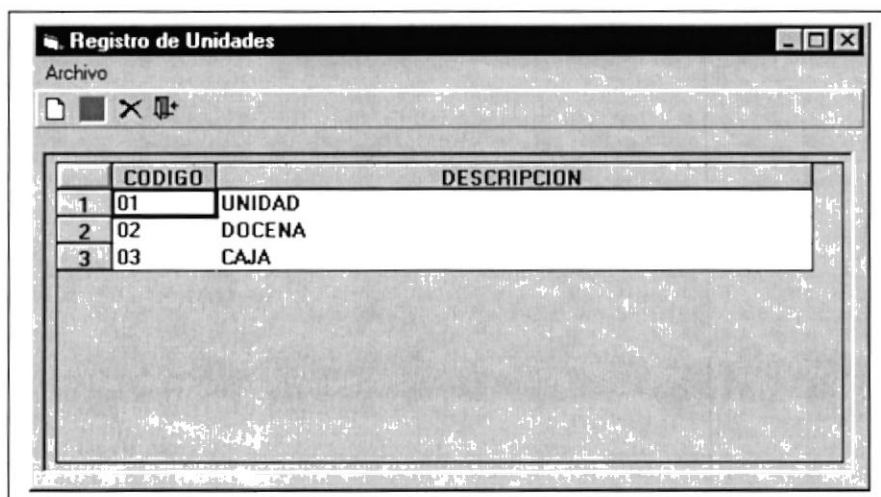 Registro de Unidades
Archivo
CODIGO DESCRIPCION
1 01 UNIDAD
2 02 DOCENA
3 03 CAJA